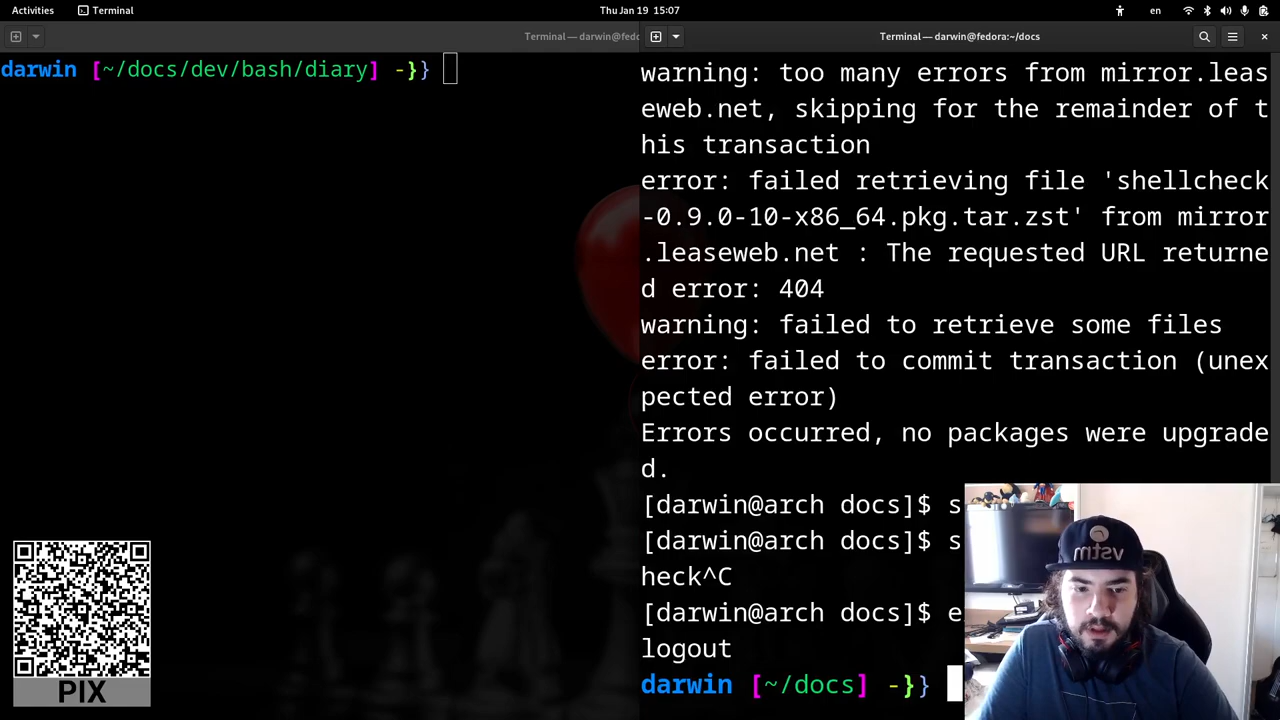 Activities
Terminal
Thu Jan 19 15:07
en
Terminal — darwin@fedo
Terminal — darwin@fedora:~/docs
darwin [~/docs/dev/bash/diary] -}}
warning: too many errors from mirror.leas
eweb.net, skipping for the remainder of t
his transaction
error: failed retrieving file 'shellcheck
-0.9.0-10-x86_64.pkg.tar.zst' from mirror
.leaseweb.net : The requested URL returne
d error: 404
warning: failed to retrieve some files
error: failed to commit transaction (unex
pected error)
Errors occurred, no packages were upgrade
d.
[darwin@arch docs]$ s
[darwin@arch docs]$ s
heck^C
[darwin@arch docs]$ e
logout
darwin [~/docs] -}}
PIX
vstm